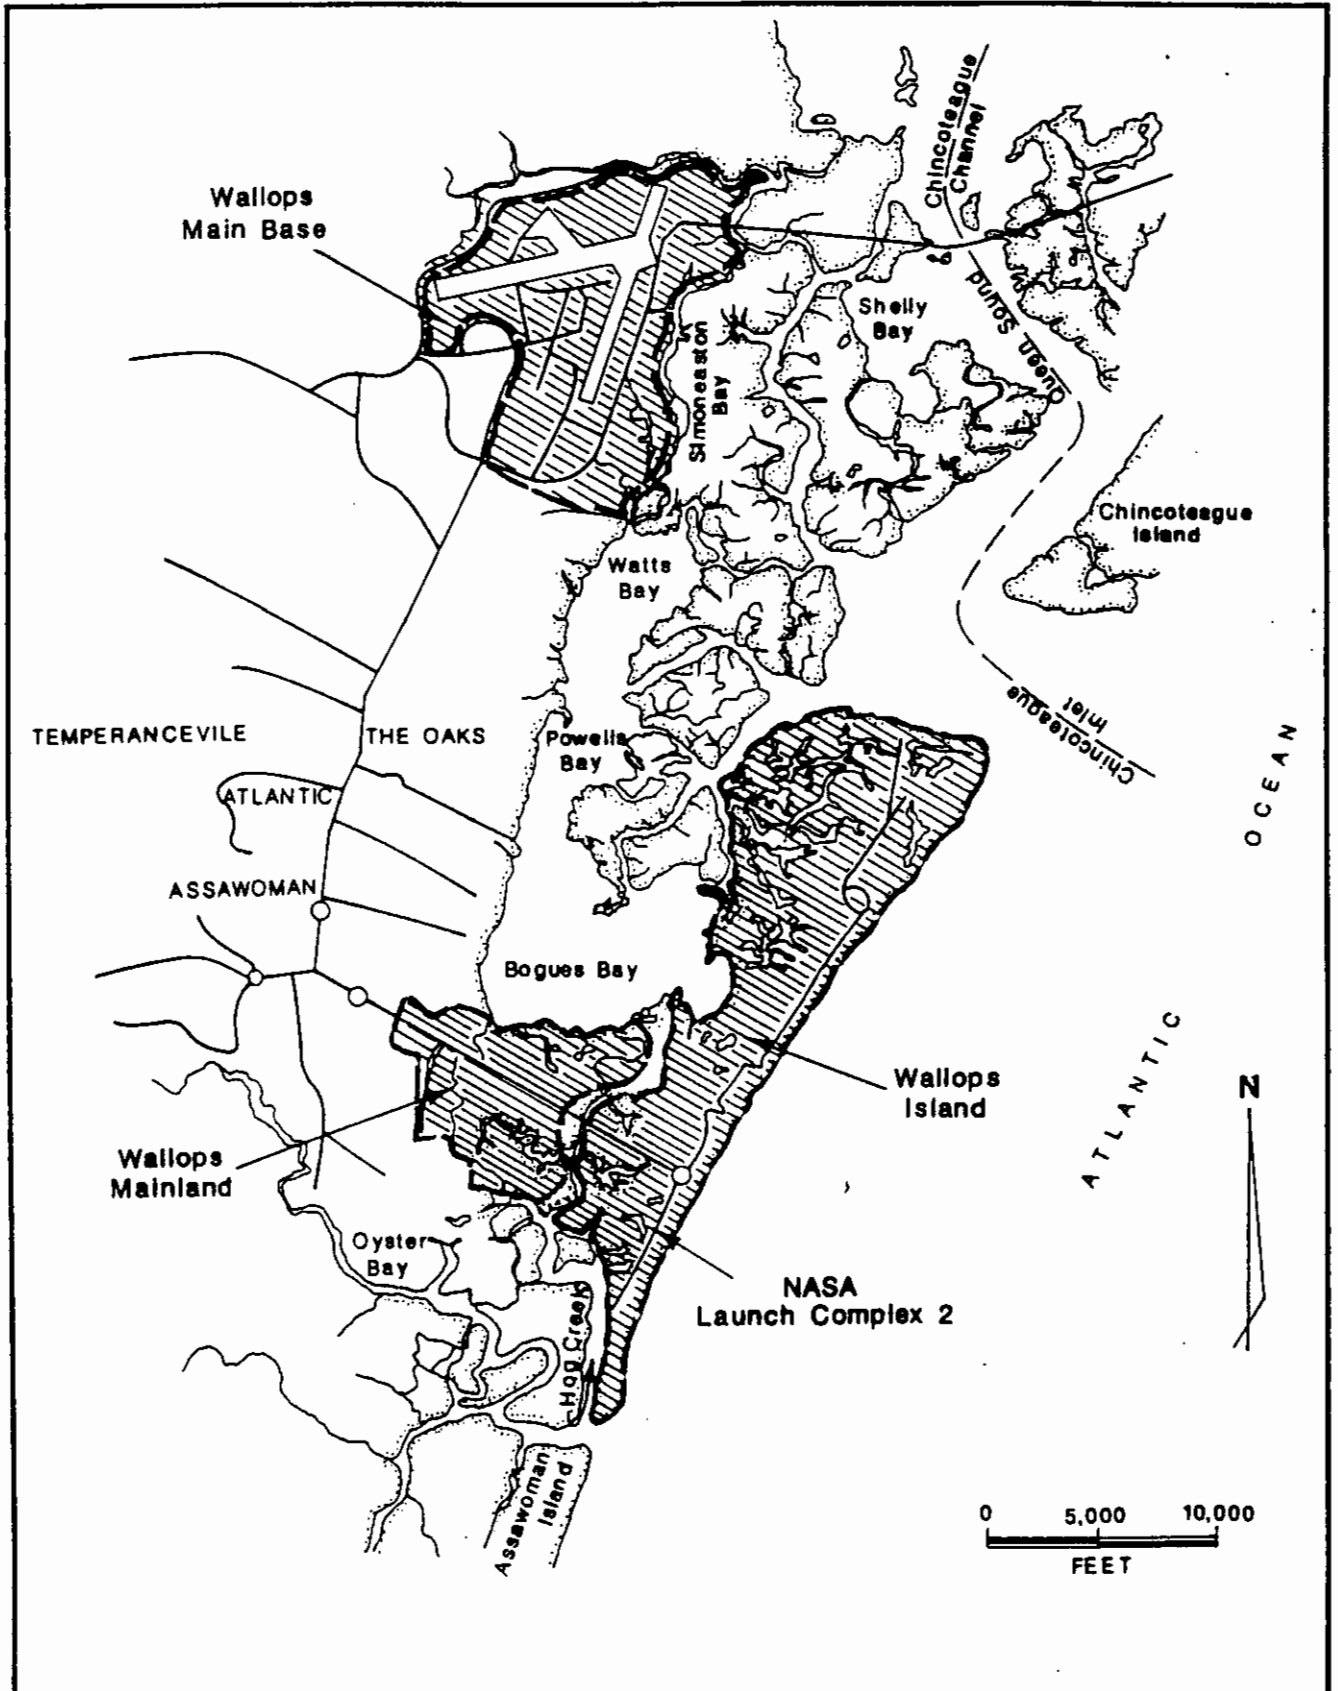 Chincoteague
Channel
Wallops
Main Base
Shelly
Bay
Queen Sound
Simoneaston
Bay
Chincoteague
Island
Watts
Bay
Chincoteague
Inlet
TEMPERANCEVILE
THE OAKS
Powells
Bay
ATLANTIC
OCEAN
ASSAWOMAN
Bogues Bay
ATLANTIC
Wallops
Island
N
Wallops
Mainland
Oyster
Bay
NASA
Launch Complex 2
Hog Creek
Assawoman
Island
0 5,000 10,000
FEET